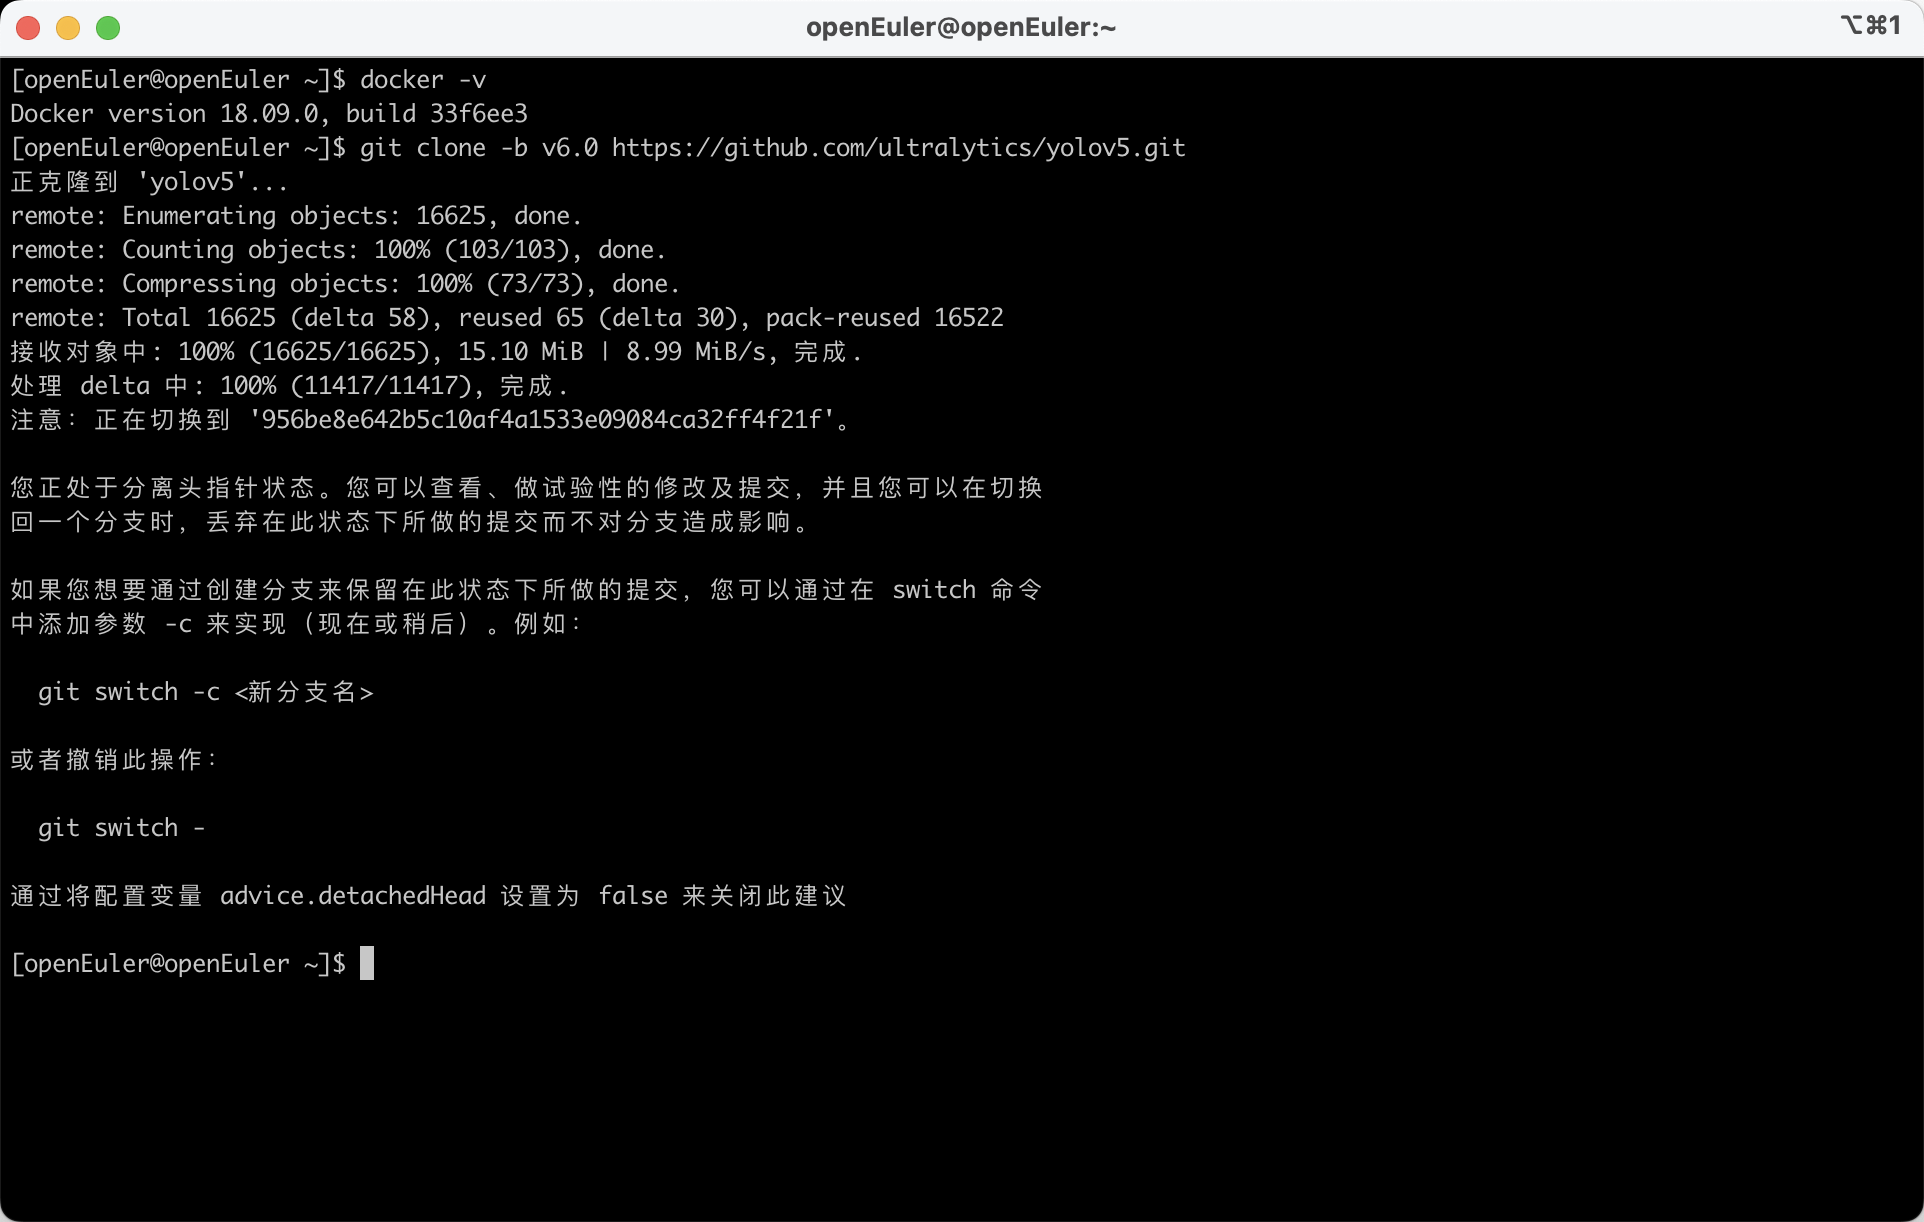 openEuler@openEuler:~
⌥⌘1
[openEuler@openEuler ~]$ docker -v
Docker version 18.09.0, build 33f6ee3
[openEuler@openEuler ~]$ git clone -b v6.0 https://github.com/ultralytics/yolov5.git
正克隆到 'yolov5'...
remote: Enumerating objects: 16625, done.
remote: Counting objects: 100% (103/103), done.
remote: Compressing objects: 100% (73/73), done.
remote: Total 16625 (delta 58), reused 65 (delta 30), pack-reused 16522
接收对象中: 100% (16625/16625), 15.10 MiB | 8.99 MiB/s, 完成.
处理 delta 中: 100% (11417/11417), 完成.
注意：正在切换到 '956be8e642b5c10af4a1533e09084ca32ff4f21f'。
您正处于分离头指针状态。您可以查看、做试验性的修改及提交，并且您可以在切换
回一个分支时，丢弃在此状态下所做的提交而不对分支造成影响。
如果您想要通过创建分支来保留在此状态下所做的提交，您可以通过在 switch 命令
中添加参数 -c 来实现（现在或稍后）。例如：
git switch -c <新分支名>
或者撤销此操作：
git switch -
通过将配置变量 advice.detachedHead 设置为 false 来关闭此建议
[openEuler@openEuler ~]$